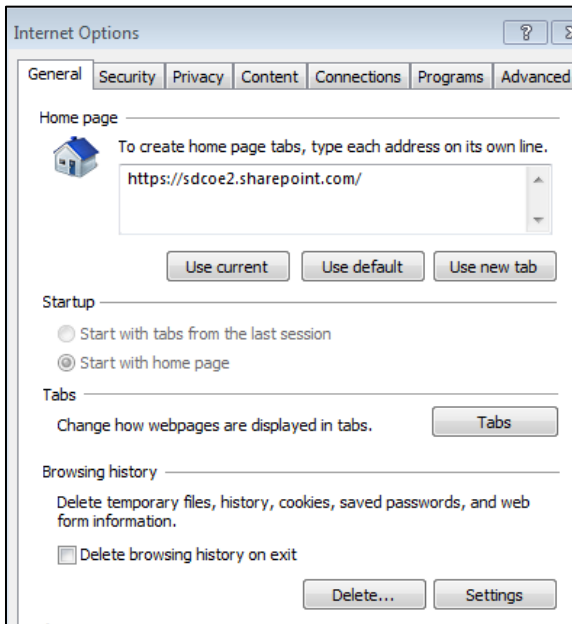 Internet Options
General Security Privacy Content Connections Programs Advanced
Home page
To create home page tabs, type each address on its own line.
https://sdcoe2.sharepoint.com/
Use current Use default Use new tab
Startup
Start with tabs from the last session
Start with home page
Tabs
Change how webpages are displayed in tabs.
Tabs
Browsing history
Delete temporary files, history, cookies, saved passwords, and web
form information.
Delete browsing history on exit
Delete... Settings